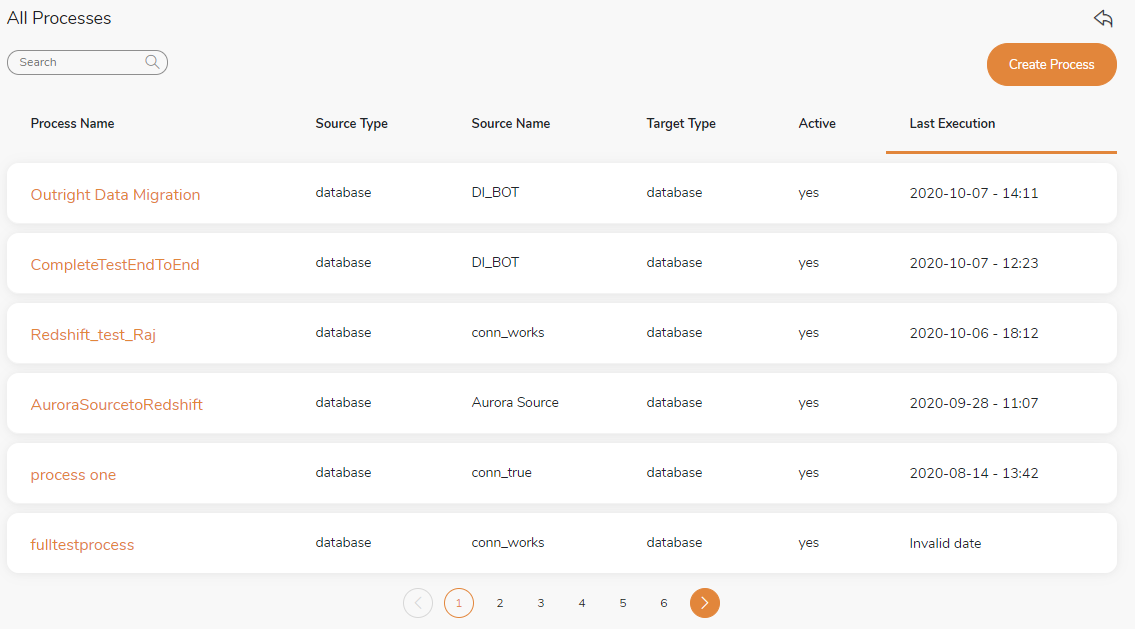 All Processes
Search
Create Process
Process Name Source Type Source Name Target Type Active Last Execution
Outright Data Migration database DI_BOT database yes 2020-10-07 - 14:11
CompleteTestEndToEnd database DI_BOT database yes 2020-10-07 - 12:23
Redshift_test_Raj database conn_works database yes 2020-10-06 - 18:12
AuroraSourcetoRedshift database Aurora Source database yes 2020-09-28 - 11:07
process one database conn_true database yes 2020-08-14 - 13:42
fulltestprocess database conn_works database yes Invalid date
1 2 3 4 5 6